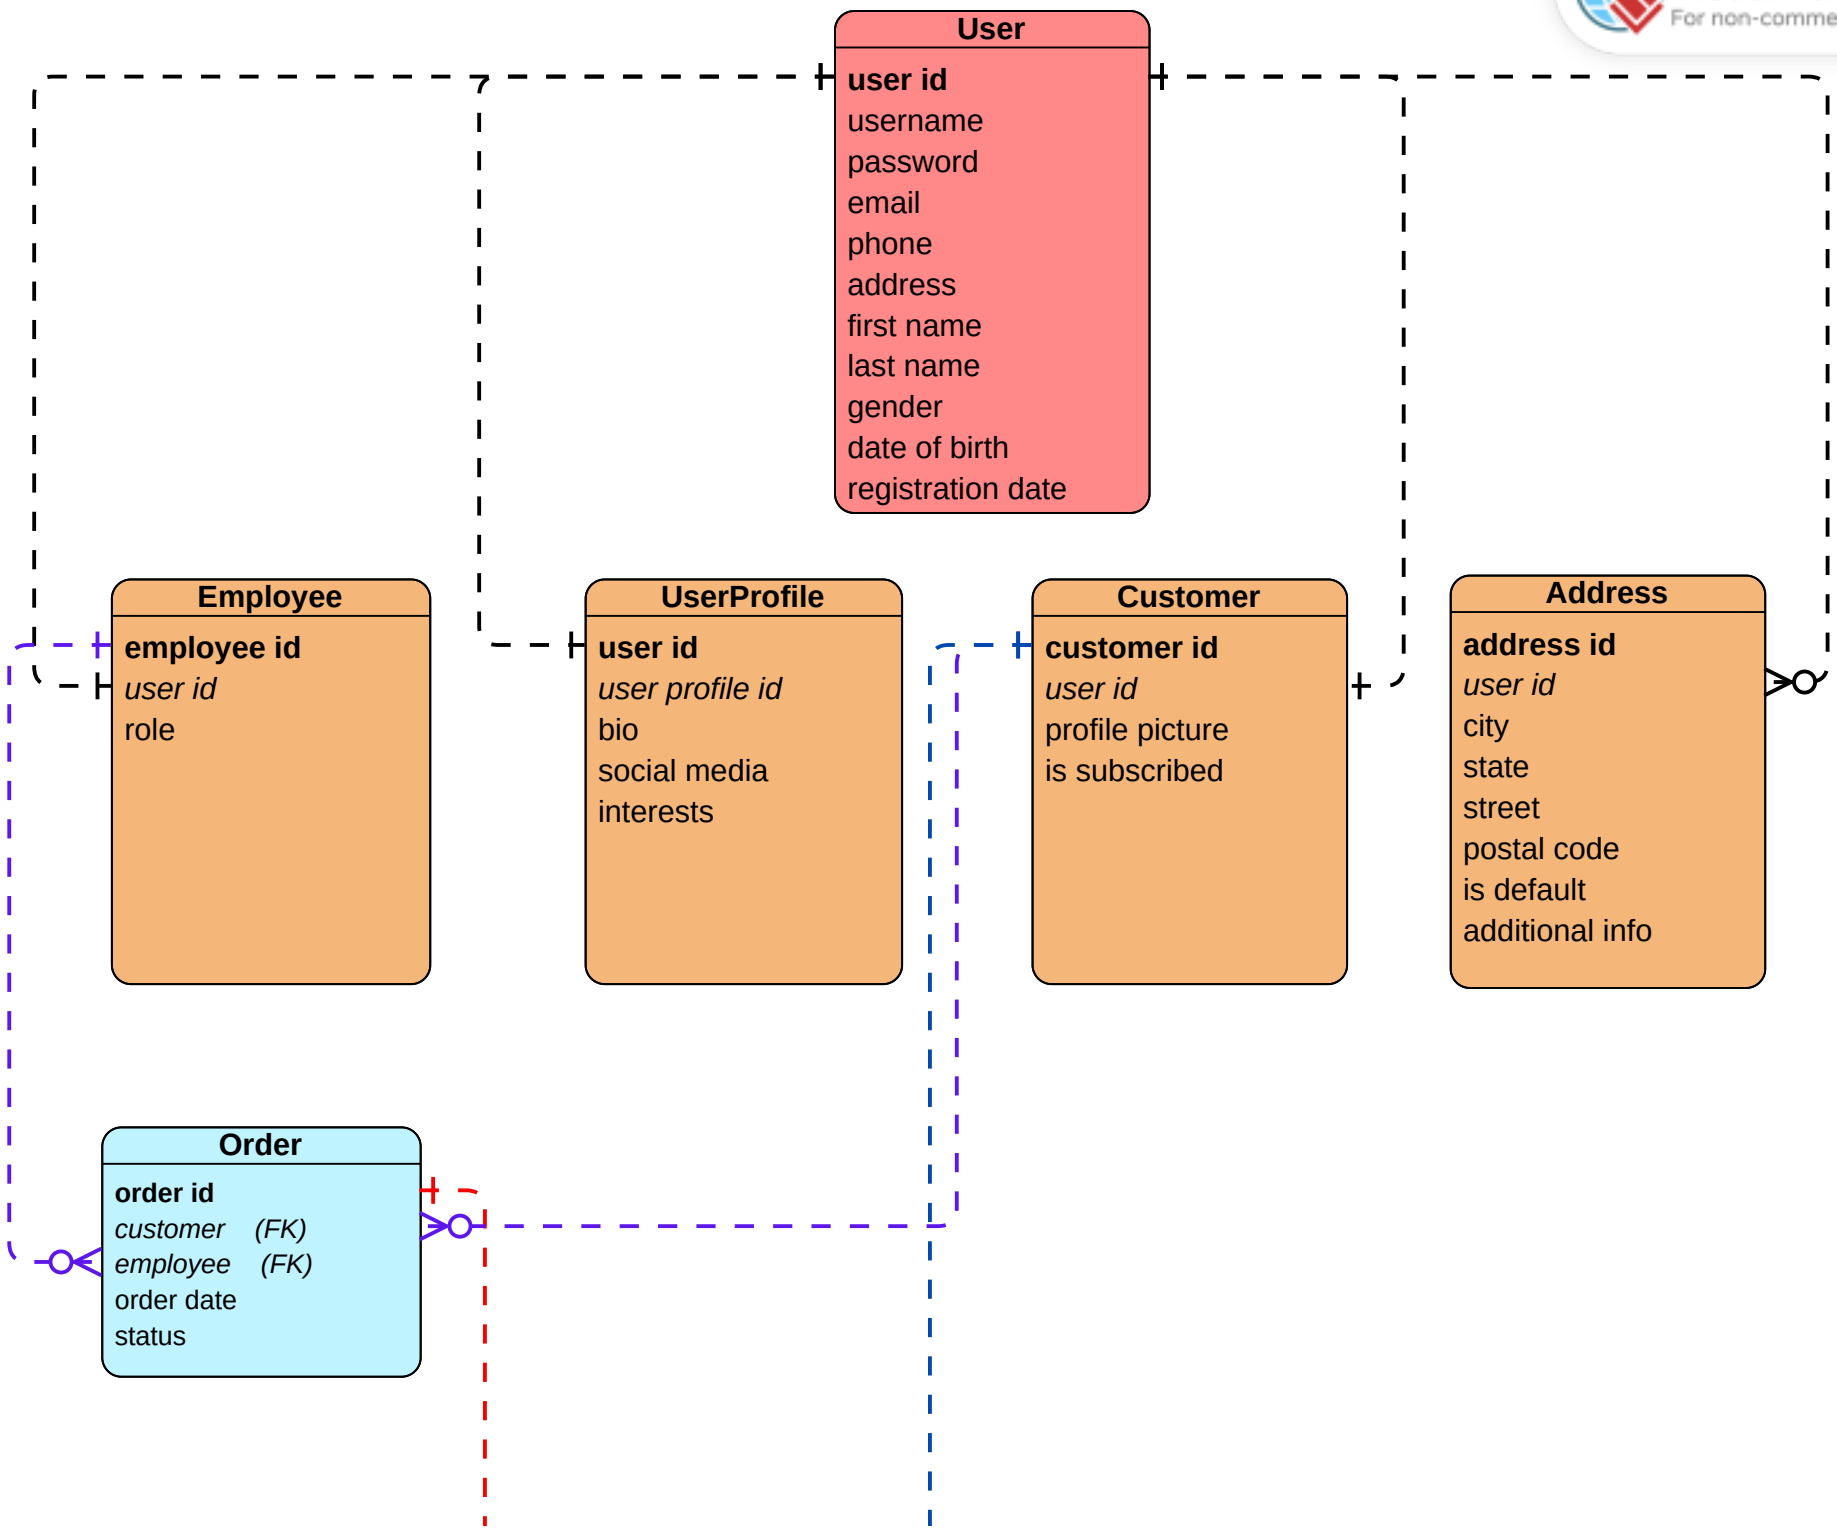 For non-comme
User
user id
username
password
email
phone
address
first name
last name
gender
date of birth
registration date
Employee
employee id
user id
role
UserProfile
user id
user profile id
bio
social media
interests
Customer
customer id
user id
profile picture
is subscribed
Address
address id
user id
city
state
street
postal code
is default
additional info
Order
order id
customer (FK)
employee (FK)
order date
status